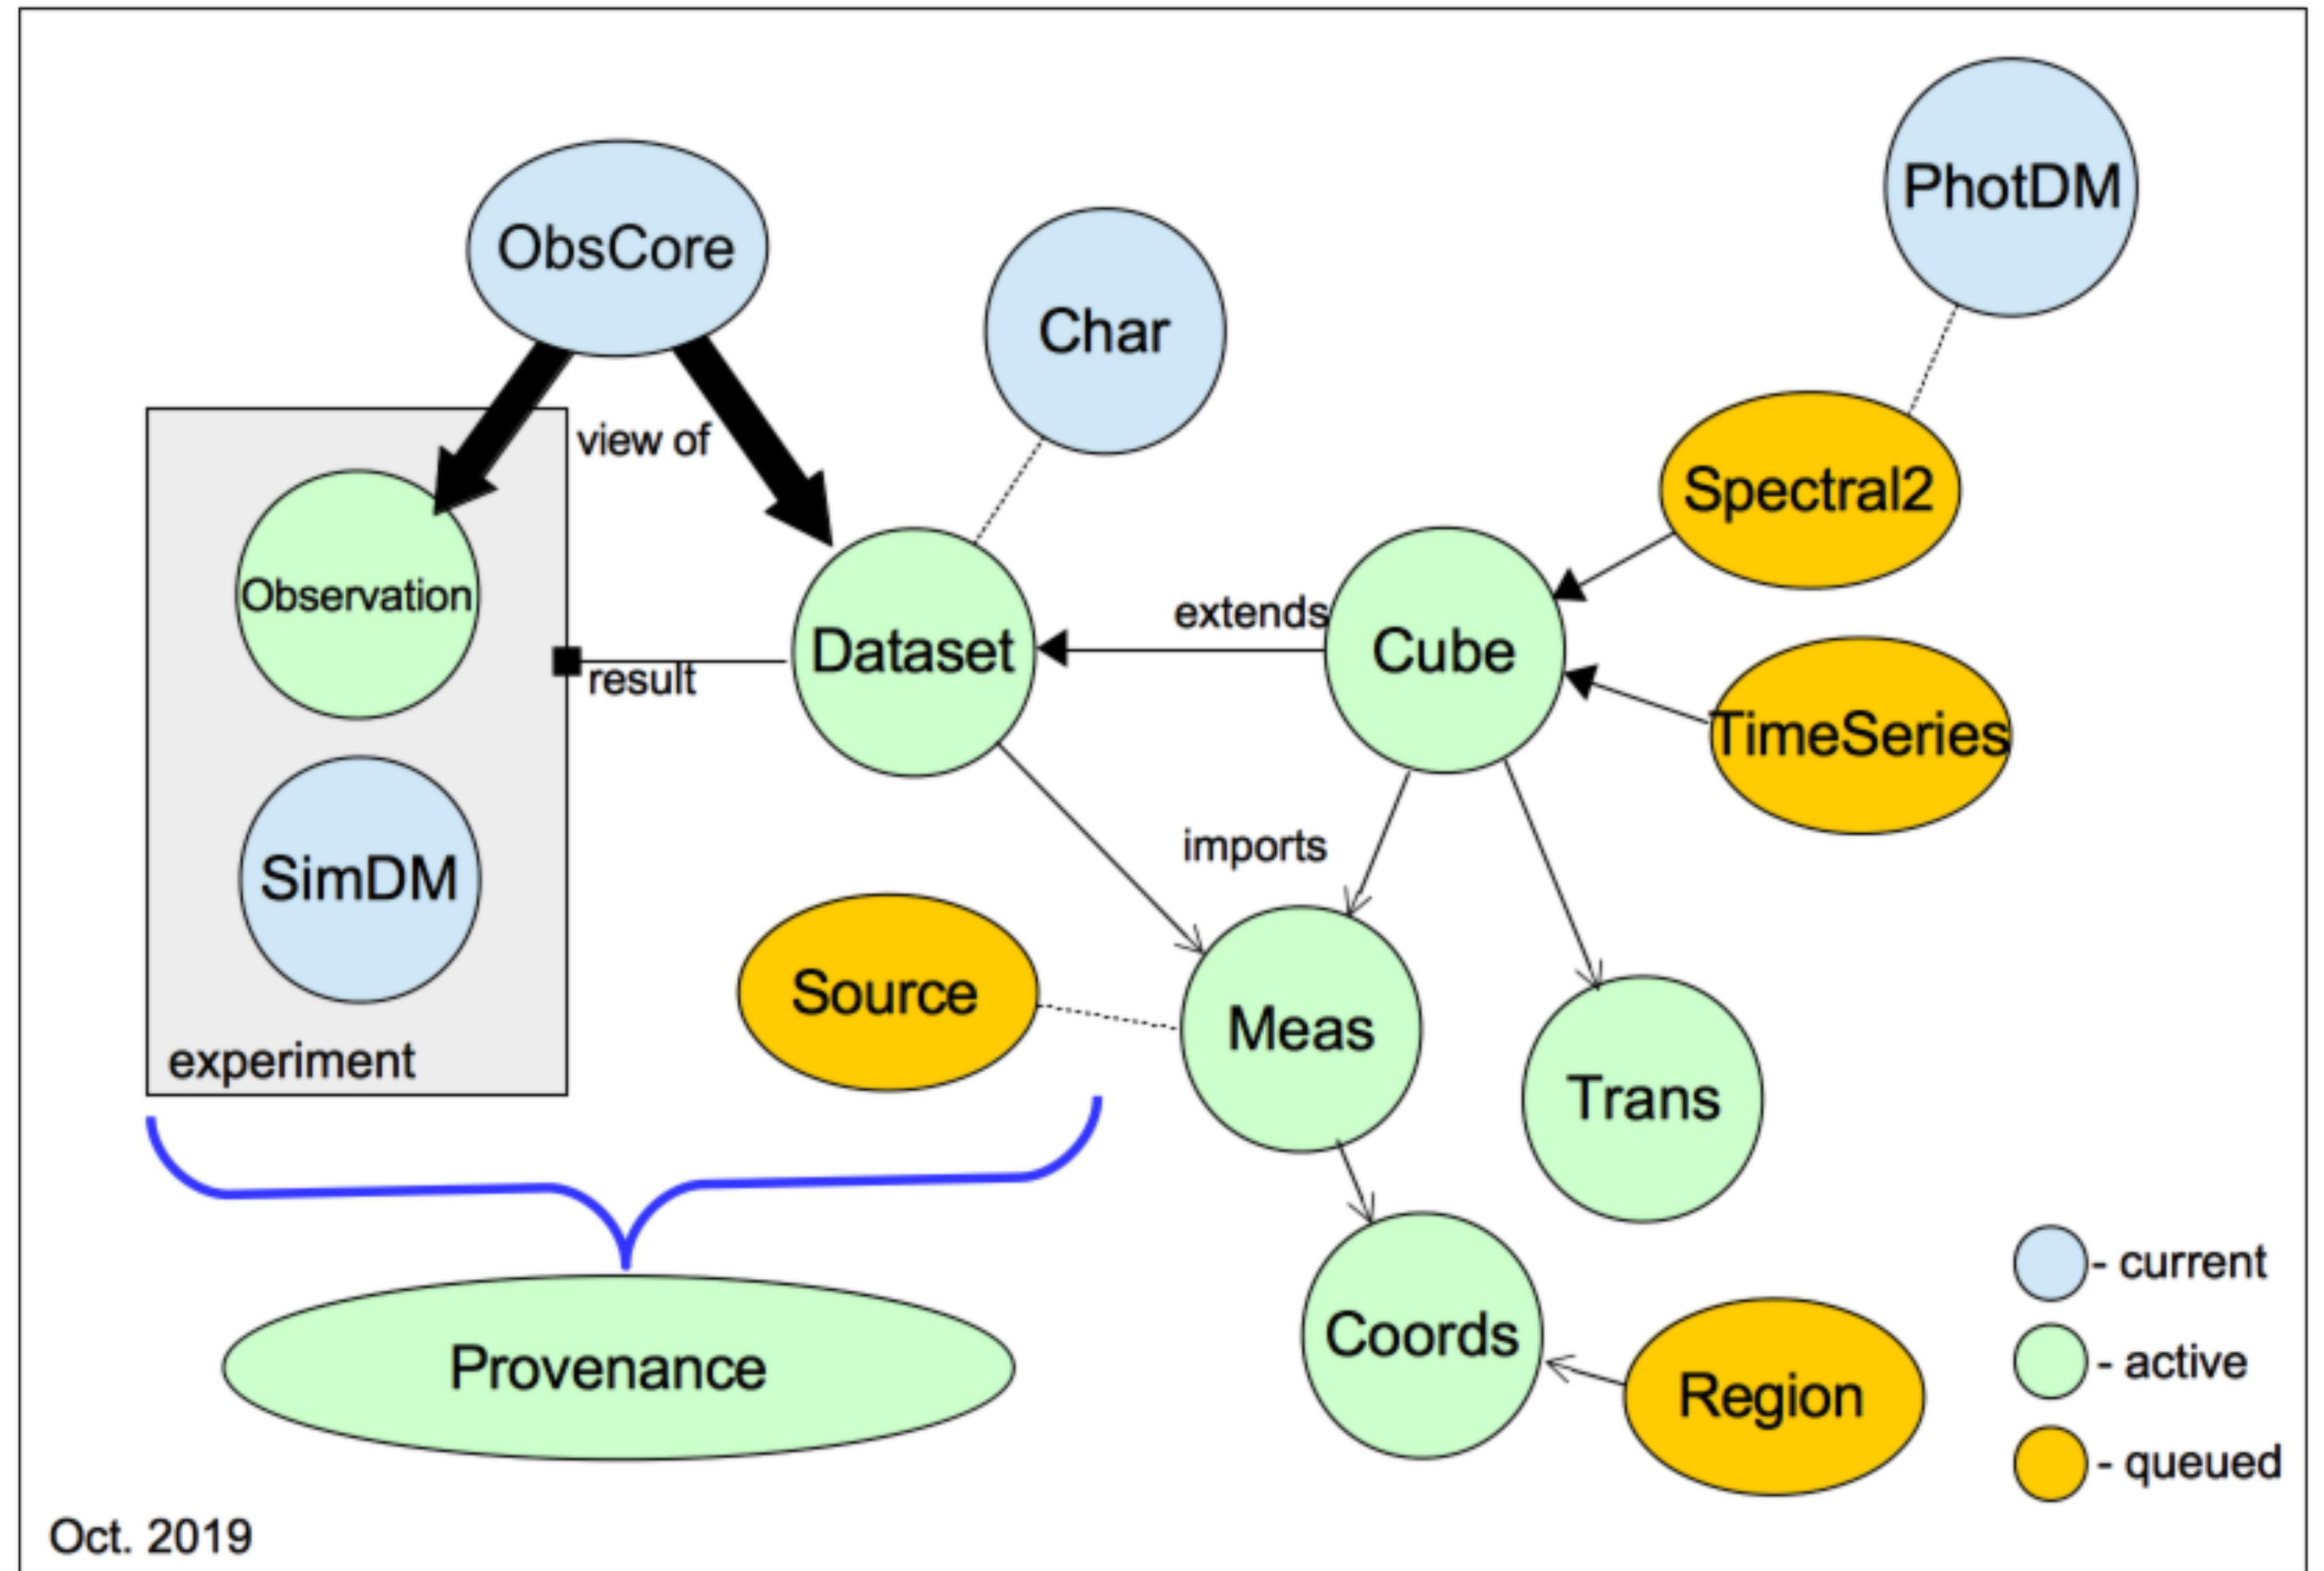 PhotDM
ObsCore
Char
view of
Spectral2
Observation
extends
Dataset
Cube
result
TimeSeries
imports
SimDM
Source
Meas
experiment
Trans
- current
Coords
- active
Provenance
Region
- queued
Oct. 2019